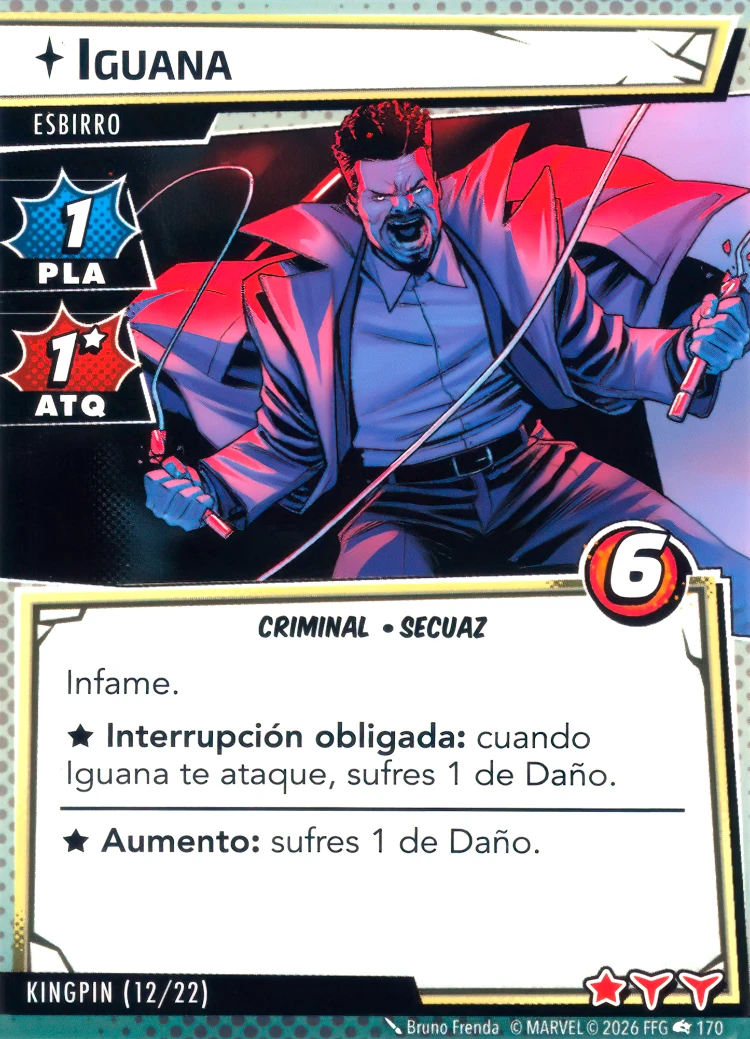 IGUANA
ESBIRRO
1
PLA
1
ATQ
6
CRIMINAL • SECUAZ
Infame.
★ Interrupción obligada: cuando
Iguana te ataque, sufres 1 de Daño.
★ Aumento: sufres 1 de Daño.
KINGPIN (12/22)
Bruno Frenda © MARVEL © 2026 FFG 170